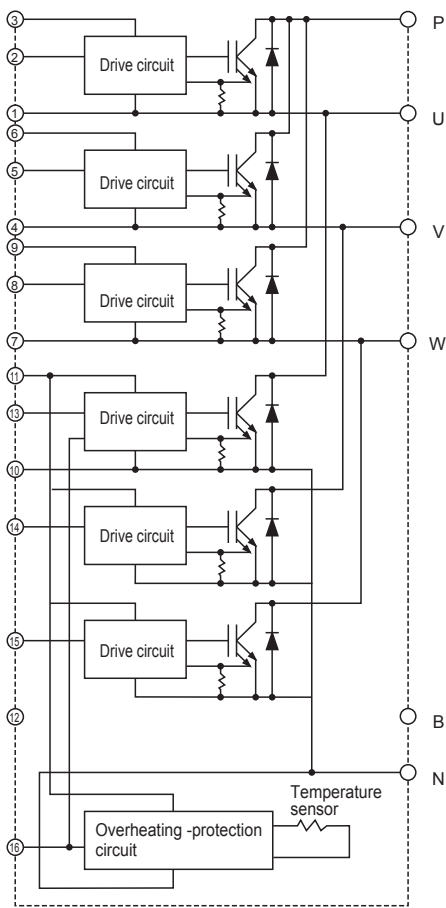 3
P
2
Drive circuit
1
U
6
5
Drive circuit
4
V
9
8
Drive circuit
7
W
11
13
Drive circuit
10
14
Drive circuit
15
Drive circuit
12
B
N
Temperature
sensor
16
Overheating -protection
circuit